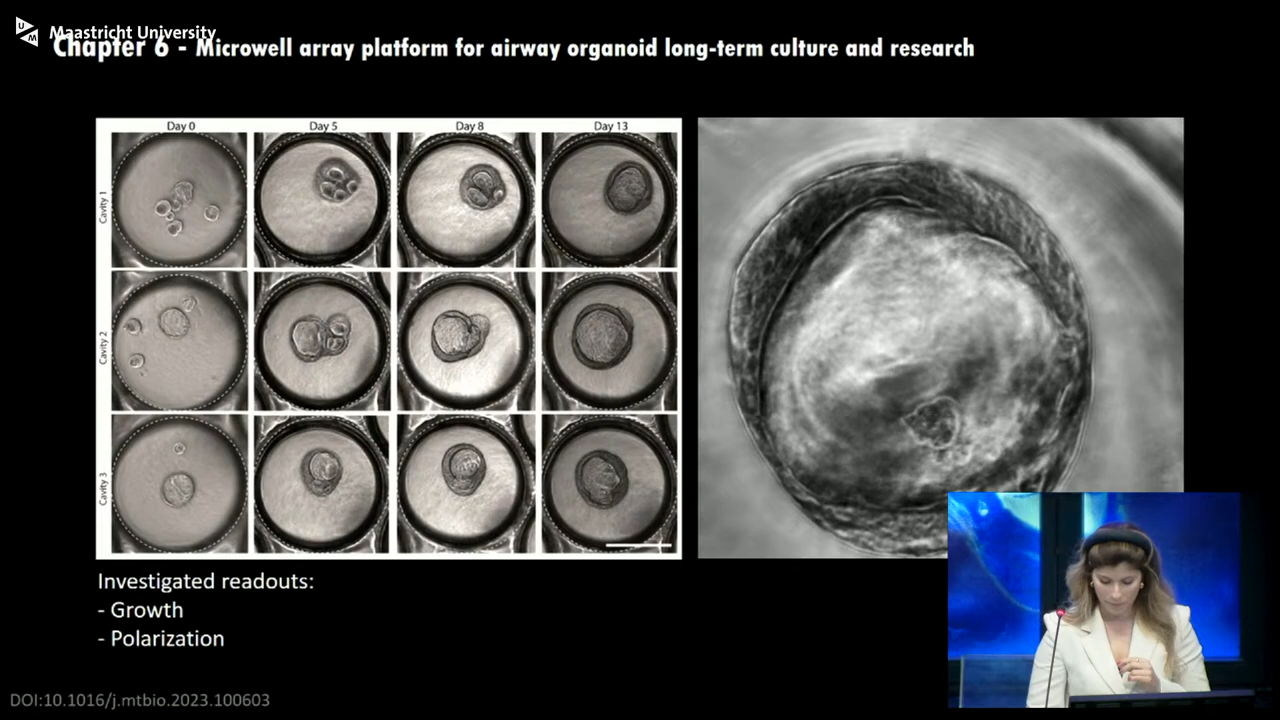 UM Maastricht University
Chapter 6 - Microwell array platform for airway organoid long-term culture and research
Day 0 Day 5 Day 8 Day 13
Cavity 1
Cavity 2
Cavity 3
Investigated readouts:
- Growth
- Polarization
DOI:10.1016/j.mtbio.2023.100603